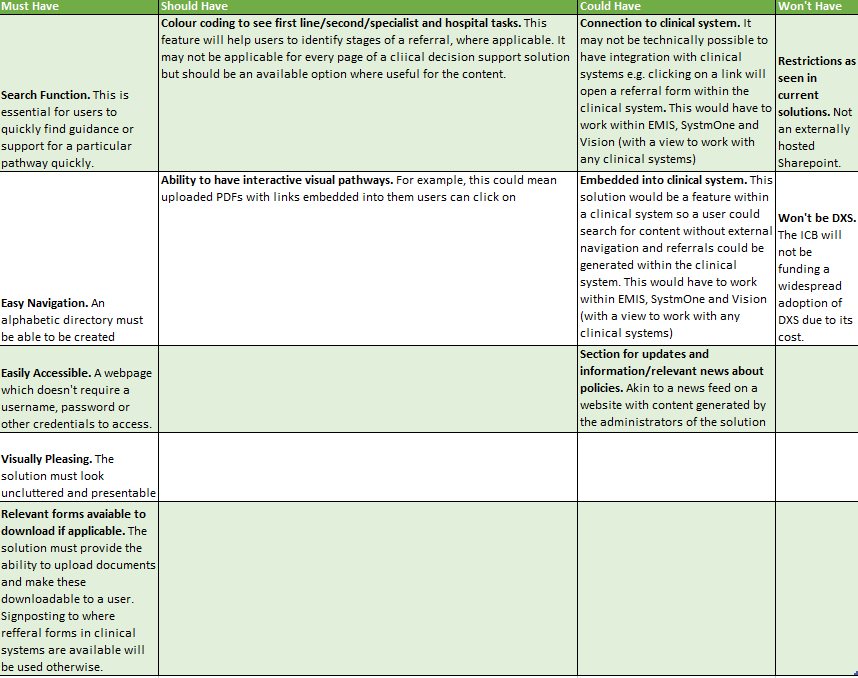 Must Have
Should Have
Could Have
Won't Have
Search Function. This is
essential for users to
quickly find guidance or
support for a particular
pathway quickly.
Colour coding to see first line/second/specialist and hospital tasks. This
feature will help users to identify stages of a referral, where applicable. It
may not be applicable for every page of a cliical decision support solution
but should be an available option where useful for the content.
Connection to clinical system. It
may not be technically possible to
have integration with clinical
systems e.g. clicking on a link will
open a referral form within the
clinical system. This would have to
work within EMIS, SystmOne and
Vision (with a view to work with
any clinical systems)
Restrictions as
seen in
current
solutions. Not
an externally
hosted
Sharepoint.
Easy Navigation. An
alphabetic directory must
be able to be created
Ability to have interactive visual pathways. For example, this could mean
uploaded PDFs with links embedded into them users can click on
Embedded into clinical system. This
solution would be a feature within
a clinical system so a user could
search for content without external
navigation and referrals could be
generated within the clinical
system. This would have to work
within EMIS, SystmOne and Vision
(with a view to work with any
clinical systems)
Won't be DXS.
The ICB will
not be
funding a
widespread
adoption of
DXS due to its
cost.
Easily Accessible. A webpage
which doesn't require a
username, password or
other credentials to access.
Section for updates and
information/relevant news about
policies. Akin to a news feed on a
website with content generated by
the administrators of the solution
Visually Pleasing. The
solution must look
uncluttered and presentable
Relevant forms avaiable to
download if applicable. The
solution must provide the
ability to upload documents
and make these
downloadable to a user.
Signposting to where
refferal forms in clinical
systems are available will
be used otherwise.